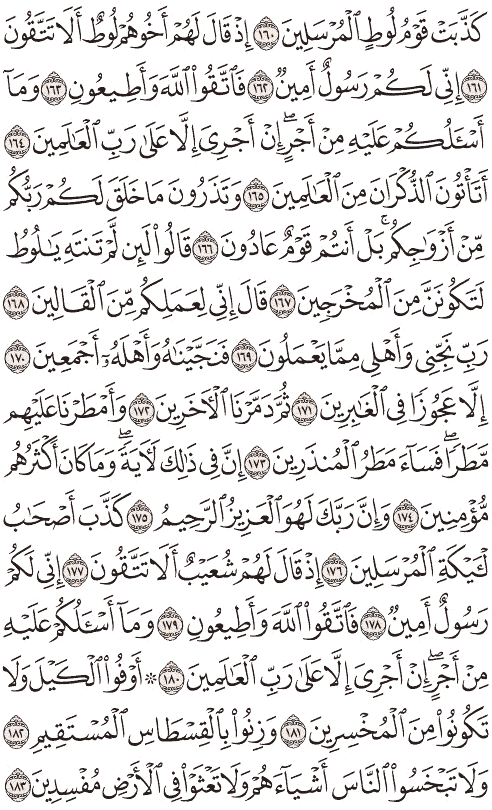 كَذَّبَتْ قَوْمُ لُوطٍ ٱلْمُرْسَلِينَ ١٦٠ إِذْ قَالَ لَهُمْ أَخُوهُمْ لُوطٌ أَلَا تَتَّقُونَ
١٦١ إِنِّي لَكُمْ رَسُولٌ أَمِينٌ ١٦٢ فَٱتَّقُوا۟ ٱللَّهَ وَأَطِيعُونِ ١٦٣ وَمَآ
أَسْـَٔلُكُمْ عَلَيْهِ مِنْ أَجْرٍ ۖ إِنْ أَجْرِىَ إِلَّا عَلَىٰ رَبِّ ٱلْعَـٰلَمِينَ ١٦٤
أَتَأْتُونَ ٱلذُّكْرَانَ مِنَ ٱلْعَـٰلَمِينَ ١٦٥ وَتَذَرُونَ مَا خَلَقَ لَكُمْ رَبُّكُم
مِّنْ أَزْوَٰجِكُم ۚ بَلْ أَنتُمْ قَوْمٌ عَادُونَ ١٦٦ قَالُوا۟ لَئِن لَّمْ تَنتَهِ يَـٰلُوطُ
لَتَكُونَنَّ مِنَ ٱلْمُخْرَجِينَ ١٦٧ قَالَ إِنِّى لِعَمَلِكُم مِّنَ ٱلْقَالِينَ ١٦٨
رَبِّ نَجِّنِى وَأَهْلِى مِمَّا يَعْمَلُونَ ١٦٩ فَنَجَّيْنَـٰهُ وَأَهْلَهُۥٓ أَجْمَعِينَ ١٧٠
إِلَّا عَجُوزًا فِى ٱلْغَـٰبِرِينَ ١٧١ ثُمَّ دَمَّرْنَا ٱلْـَٔاخَرِينَ ١٧٢ وَأَمْطَرْنَا عَلَيْهِم
مَّطَرًا ۖ فَسَآءَ مَطَرُ ٱلْمُنذَرِينَ ١٧٣ إِنَّ فِى ذَٰلِكَ لَـَٔايَةً ۖ وَمَا كَانَ أَكْثَرُهُم
مُّؤْمِنِينَ ١٧٤ وَإِنَّ رَبَّكَ لَهُوَ ٱلْعَزِيزُ ٱلرَّحِيمُ ١٧٥ كَذَّبَ أَصْحَـٰبُ
لْـَٔيْكَةِ ٱلْمُرْسَلِينَ ١٧٦ إِذْ قَالَ لَهُمْ شُعَيْبٌ أَلَا تَتَّقُونَ ١٧٧ إِنِّى لَكُمْ
رَسُولٌ أَمِينٌ ١٧٨ فَٱتَّقُوا۟ ٱللَّهَ وَأَطِيعُونِ ١٧٩ وَمَآ أَسْـَٔلُكُمْ عَلَيْهِ
مِنْ أَجْرٍ ۖ إِنْ أَجْرِىَ إِلَّا عَلَىٰ رَبِّ ٱلْعَـٰلَمِينَ ١٨٠ * أَوْفُوا۟ ٱلْكَيْلَ وَلَا
تَكُونُوا۟ مِنَ ٱلْمُخْسِرِينَ ١٨١ وَزِنُوا۟ بِٱلْقِسْطَاسِ ٱلْمُسْتَقِيمِ ١٨٢
وَلَا تَبْخَسُوا۟ ٱلنَّاسَ أَشْيَآءَهُمْ وَلَا تَعْثَوْا۟ فِى ٱلْأَرْضِ مُفْسِدِينَ ١٨٣